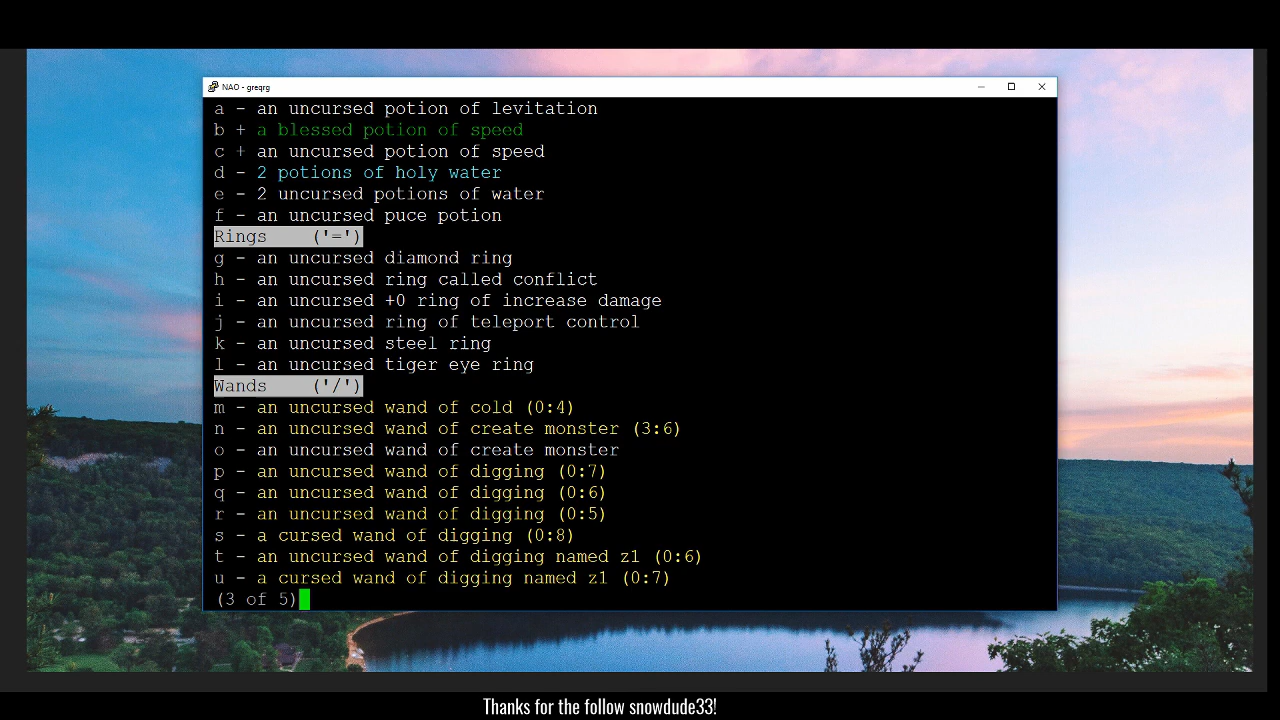 NAO - greqrg
a - an uncursed potion of levitation
b + a blessed potion of speed
c + an uncursed potion of speed
d - 2 potions of holy water
e - 2 uncursed potions of water
f - an uncursed puce potion
Rings    ('=')
g - an uncursed diamond ring
h - an uncursed ring called conflict
i - an uncursed +0 ring of increase damage
j - an uncursed ring of teleport control
k - an uncursed steel ring
l - an uncursed tiger eye ring
Wands    ('/')
m - an uncursed wand of cold (0:4)
n - an uncursed wand of create monster (3:6)
o - an uncursed wand of create monster
p - an uncursed wand of digging (0:7)
q - an uncursed wand of digging (0:6)
r - an uncursed wand of digging (0:5)
s - a cursed wand of digging (0:8)
t - an uncursed wand of digging named z1 (0:6)
u - a cursed wand of digging named z1 (0:7)
(3 of 5)
Thanks for the follow snowdude33!